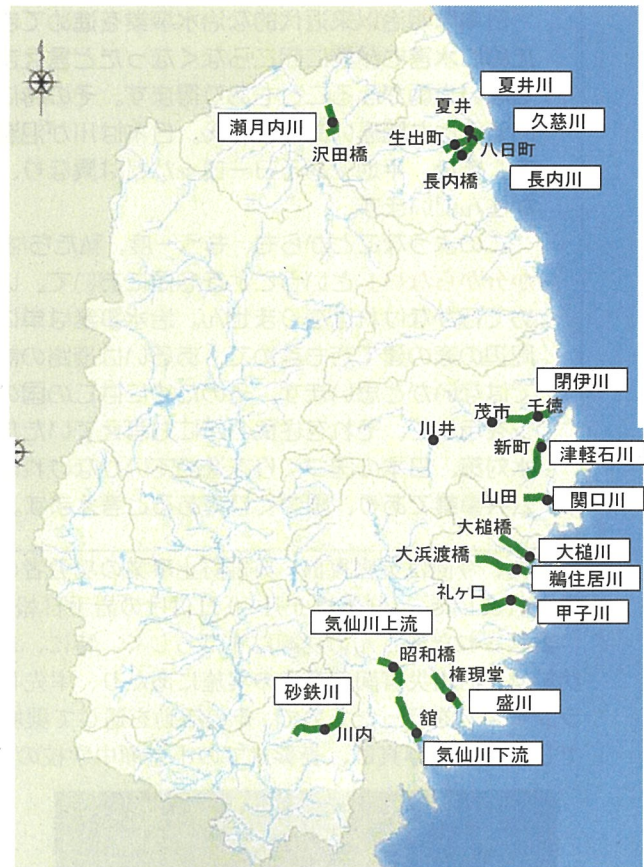 夏井川
夏井
久慈川
瀬月内川
生出町
八日町
沢田橋
長内橋
長内川
閉伊川
千徳
茂市
川井
新町
津軽石川
山田
関口川
大槌橋
大槌川
大浜渡橋
鵜住居川
礼ヶ口
甲子川
気仙川上流
昭和橋
権現堂
砂鉄川
盛川
舘
川内
気仙川下流